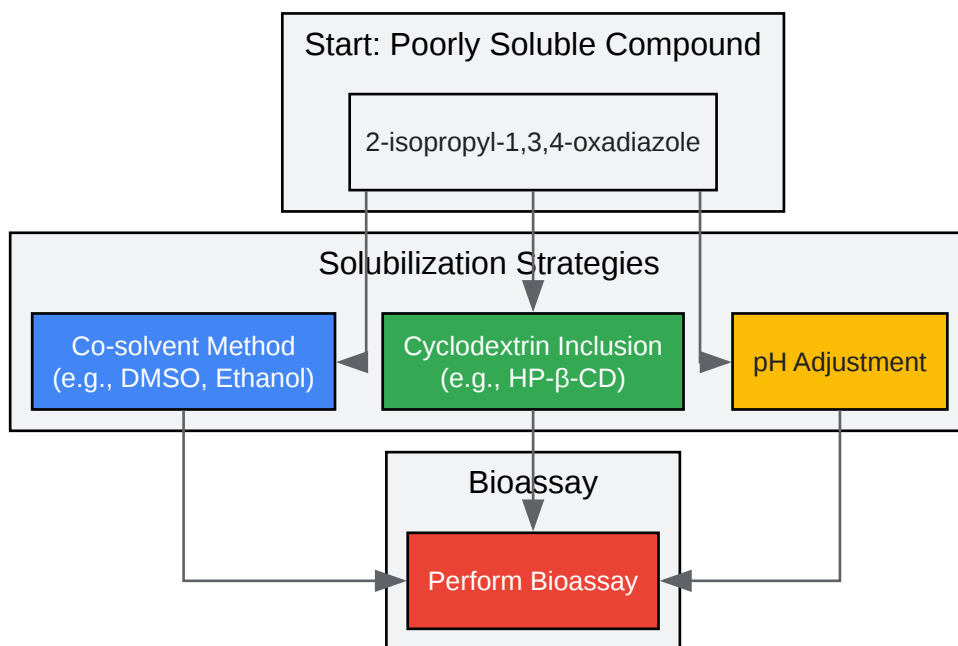 Start: Poorly Soluble Compound
2-isopropyl-1,3,4-oxadiazole
Solubilization Strategies
Co-solvent Method
(e.g., DMSO, Ethanol)
Cyclodextrin Inclusion
(e.g., HP-β-CD)
pH Adjustment
Bioassay
Perform Bioassay